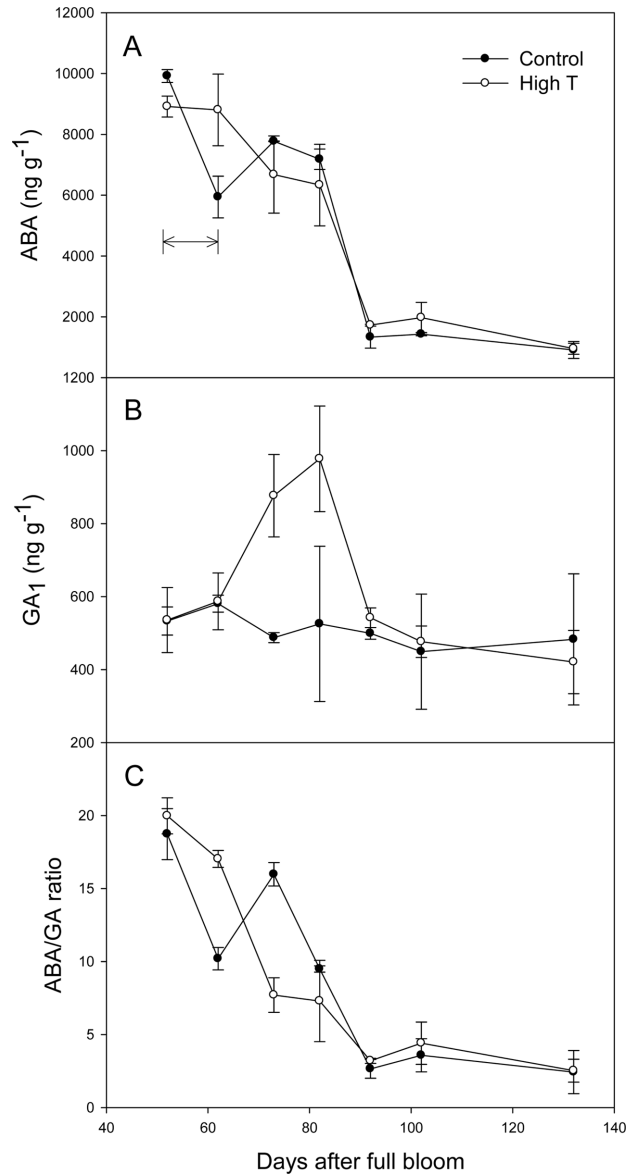 12000
A
Control
High T
10000
8000
6000
4000
2000
ABA (ng g⁻¹)
1200
B
1000
800
600
400
200
GA₁ (ng g⁻¹)
C
20
15
10
5
0
ABA/GA ratio
40 60 80 100 120 140
Days after full bloom